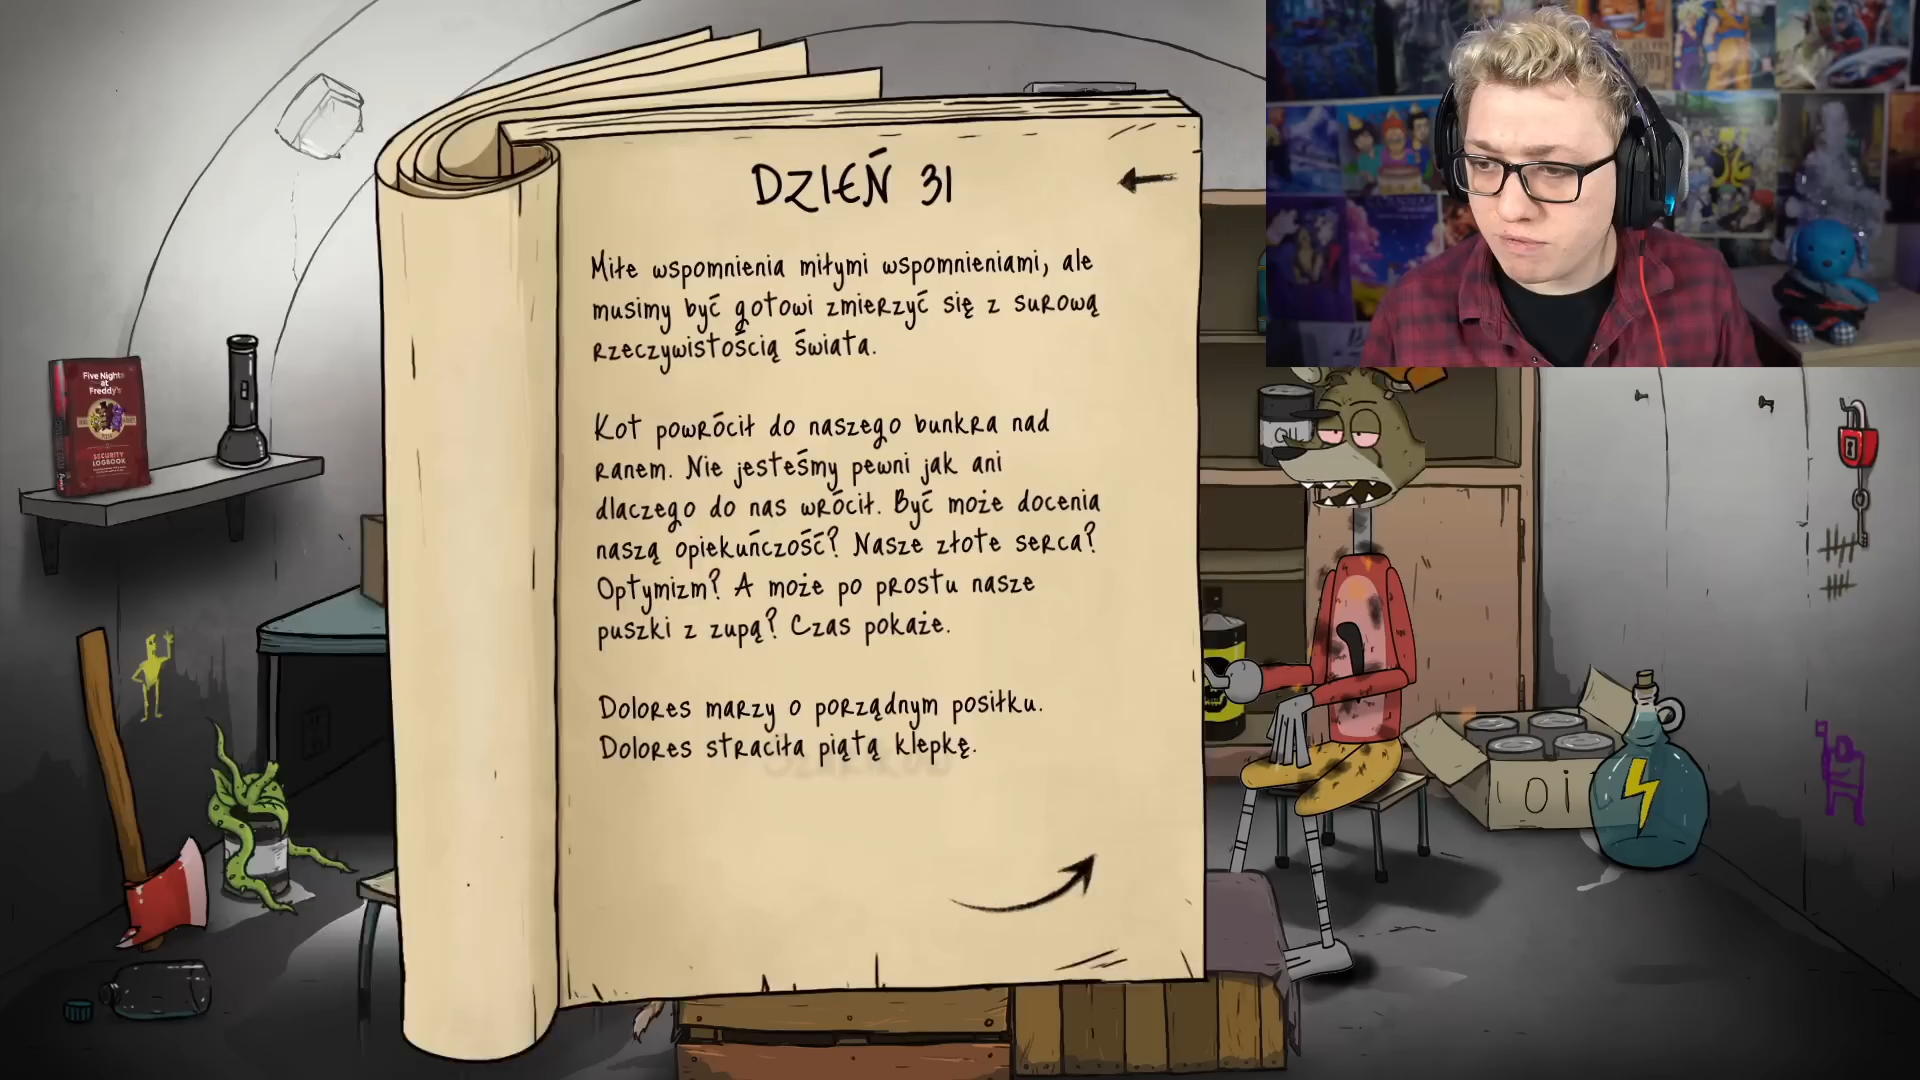 DZIEŃ 31
Miłe wspomnienia miłymi wspomnieniami, ale
musimy być gotowi zmierzyć się z surową
rzeczywistością świata.
Kot powrócił do naszego bunkra nad
ranem. Nie jesteśmy pewni jak ani
dlaczego do nas wrócił. Być może docenia
naszą opiekuńczość? Nasze złote serca?
Optymizm? A może po prostu nasze
puszki z zupą? Czas pokaże.
Dolores marzy o porządnym posiłku.
Dolores straciła piątą klepkę.
Five Nights
at
Freddy's
SECURITY
LOGBOOK
oil